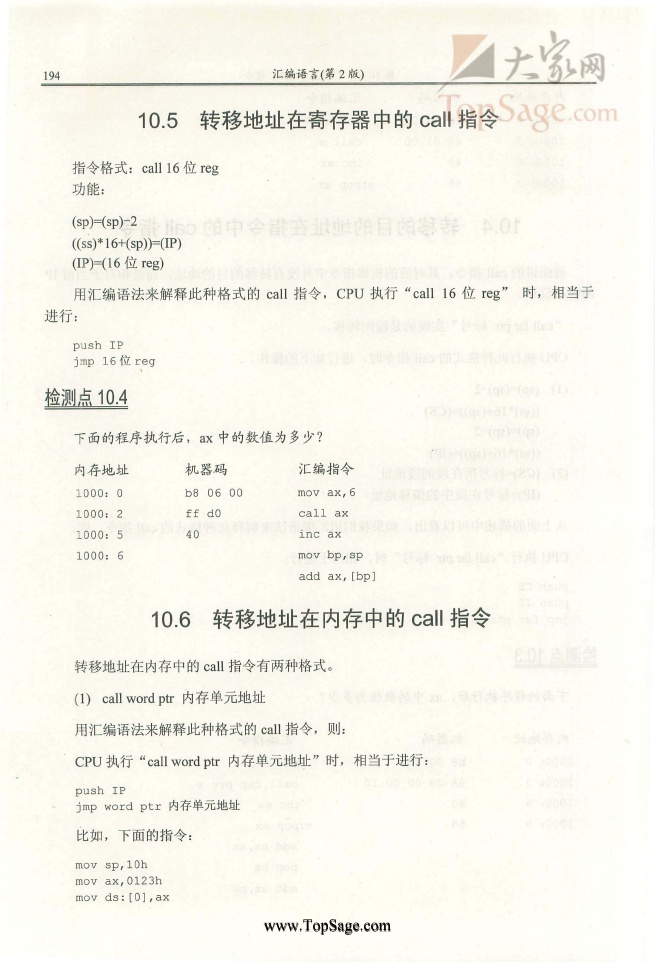 194
汇编语言(第2版)
大家网
TopSage.com
10.5 转移地址在寄存器中的 call 指令
指令格式：call 16 位 reg
功能：
(sp)=(sp)-2
((ss)*16+(sp))=(IP)
(IP)=(16 位 reg)
用汇编语法来解释此种格式的 call 指令，CPU 执行“call 16 位 reg” 时，相当于
进行：
push IP
jmp 16位reg
检测点 10.4
下面的程序执行后，ax 中的数值为多少？
内存地址 机器码 汇编指令
1000：0 b8 06 00 mov ax,6
1000：2 ff d0 call ax
1000：5 40 inc ax
1000：6 mov bp,sp
add ax,[bp]
10.6 转移地址在内存中的 call 指令
转移地址在内存中的 call 指令有两种格式。
(1) call word ptr 内存单元地址
用汇编语法来解释此种格式的 call 指令，则：
CPU 执行“call word ptr 内存单元地址”时，相当于进行：
push IP
jmp word ptr 内存单元地址
比如，下面的指令：
mov sp,10h
mov ax,0123h
mov ds:[0],ax
www.TopSage.com